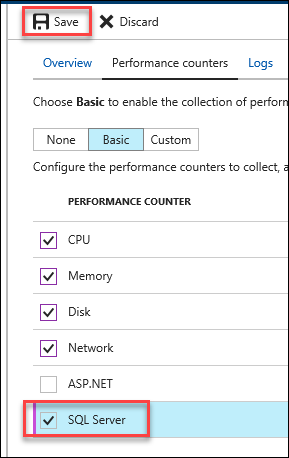 Save Discard
Overview Performance counters Logs
Choose Basic to enable the collection of perform
None Basic Custom
Configure the performance counters to collect, a
PERFORMANCE COUNTER
CPU
Memory
Disk
Network
ASP.NET
SQL Server